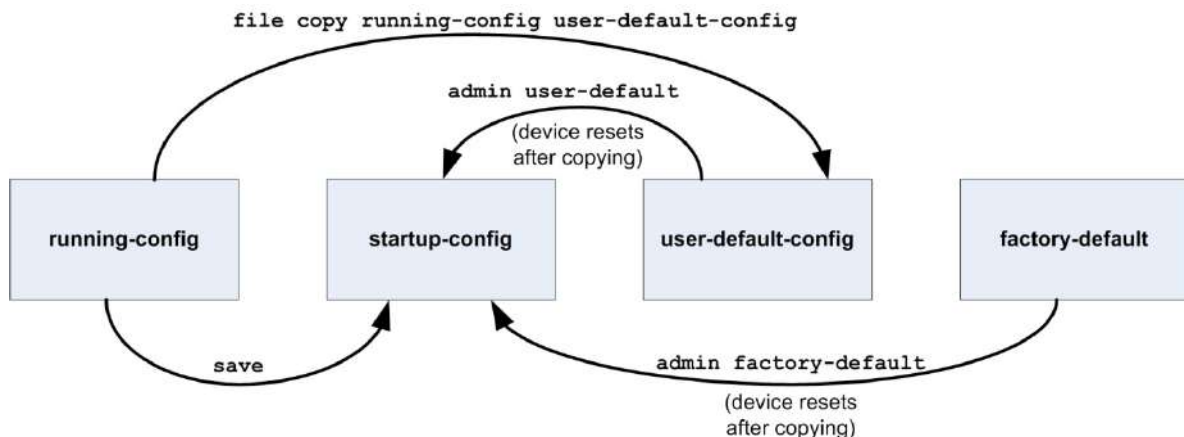 file copy running-config user-default-config
admin user-default
(device resets
after copying)
running-config
startup-config
user-default-config
factory-default
save
admin factory-default
(device resets
after copying)